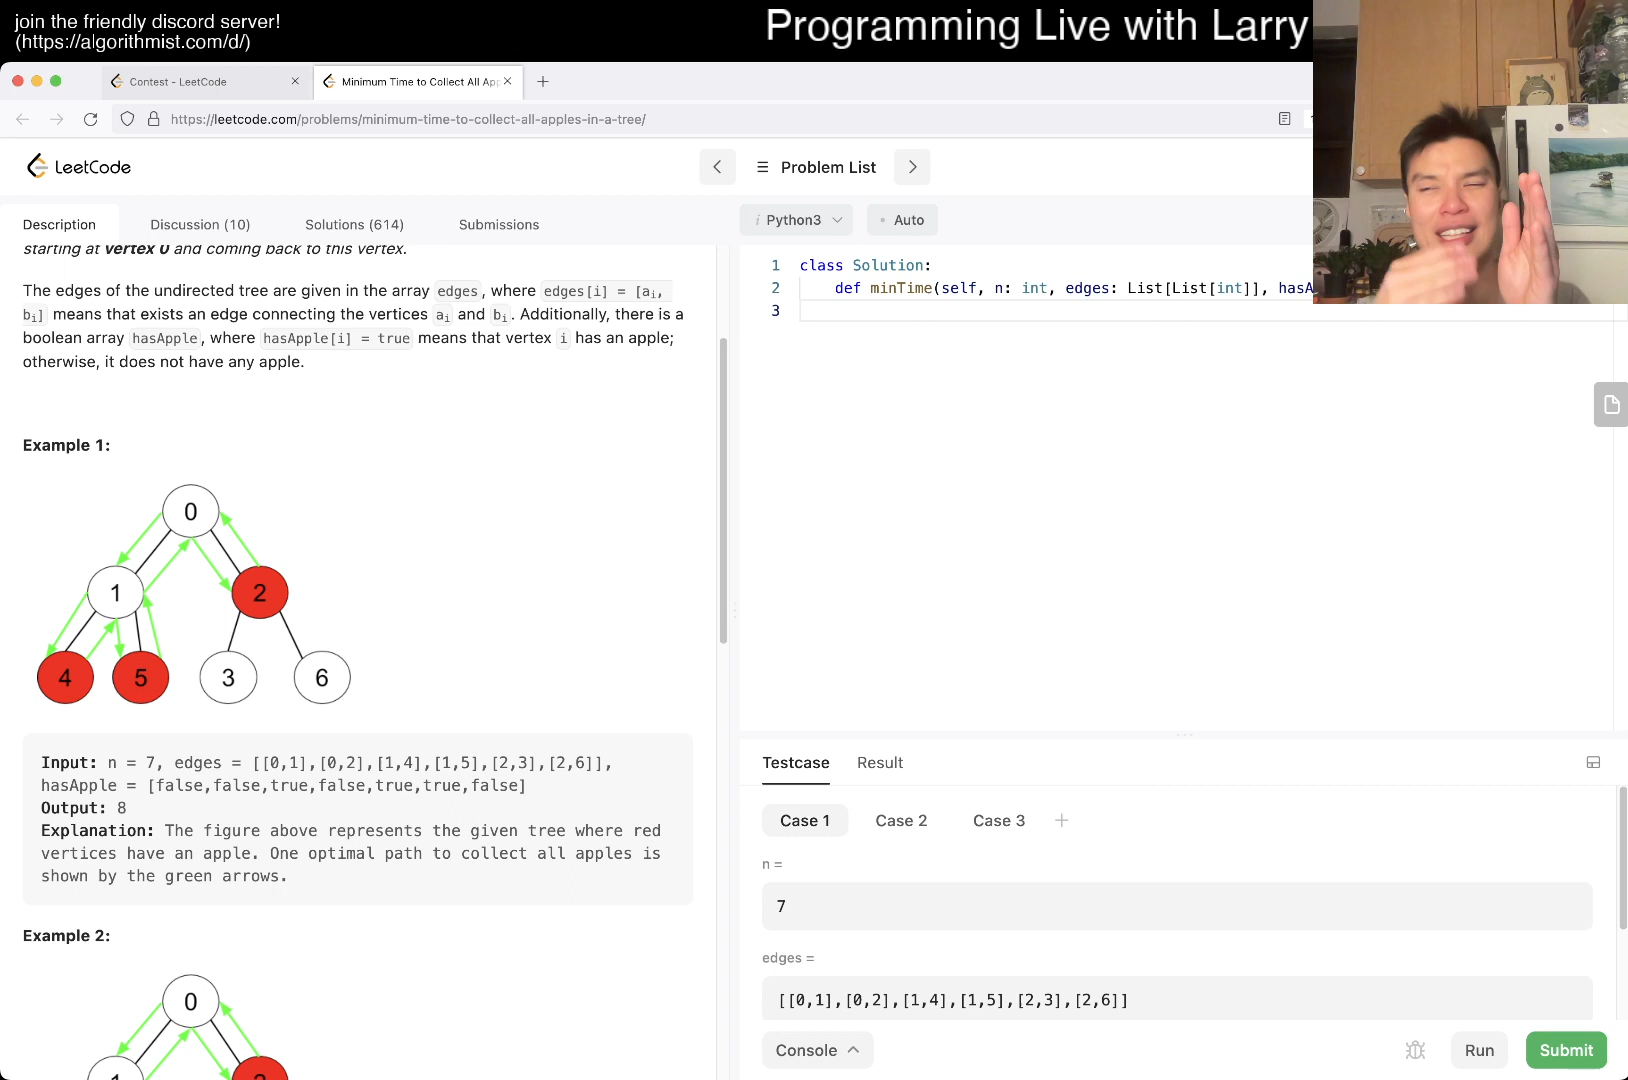 join the friendly discord server!
(https://algorithmist.com/d/)
Programming Live with Larry
Contest - LeetCode
Minimum Time to Collect All App
https://leetcode.com/problems/minimum-time-to-collect-all-apples-in-a-tree/
LeetCode
Problem List
Description
Discussion (10)
Solutions (614)
Submissions
i Python3
Auto
starting at vertex 0 and coming back to this vertex.
The edges of the undirected tree are given in the array edges, where edges[i] = [ai,
bi] means that exists an edge connecting the vertices ai and bi. Additionally, there is a
boolean array hasApple, where hasApple[i] = true means that vertex i has an apple;
otherwise, it does not have any apple.
Example 1:
0
1
2
4
5
3
6
Input: n = 7, edges = [[0,1],[0,2],[1,4],[1,5],[2,3],[2,6]],
hasApple = [false,false,true,false,true,true,false]
Output: 8
Explanation: The figure above represents the given tree where red
vertices have an apple. One optimal path to collect all apples is
shown by the green arrows.
Example 2:
0
1 class Solution:
2 def minTime(self, n: int, edges: List[List[int]], hasA
3
Testcase
Result
Case 1
Case 2
Case 3
n =
7
edges =
[[0,1],[0,2],[1,4],[1,5],[2,3],[2,6]]
Console
Run
Submit